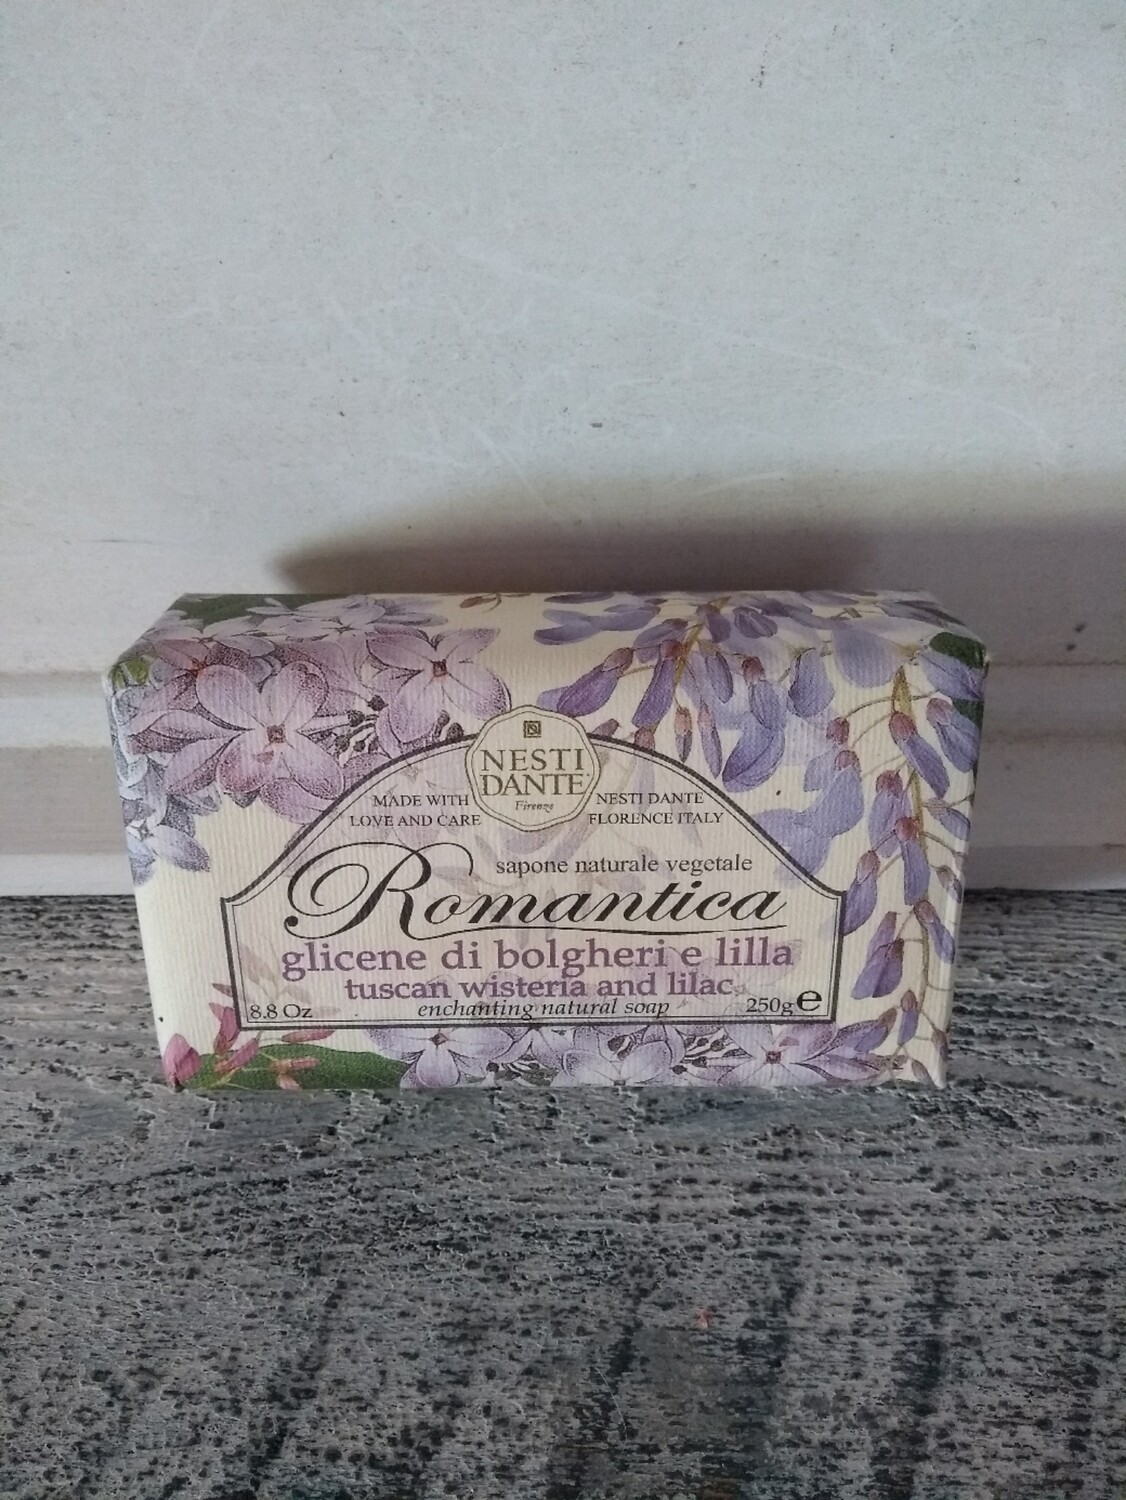 NESTI
DANTE
Firenze
MADE WITH
LOVE AND CARE
NESTI DANTE
FLORENCE ITALY
sapone naturale vegetale
Romantica
glicene di bolgheri e lilla
tuscan wisteria and lilac
enchanting natural soap
8.8 Oz
250g e